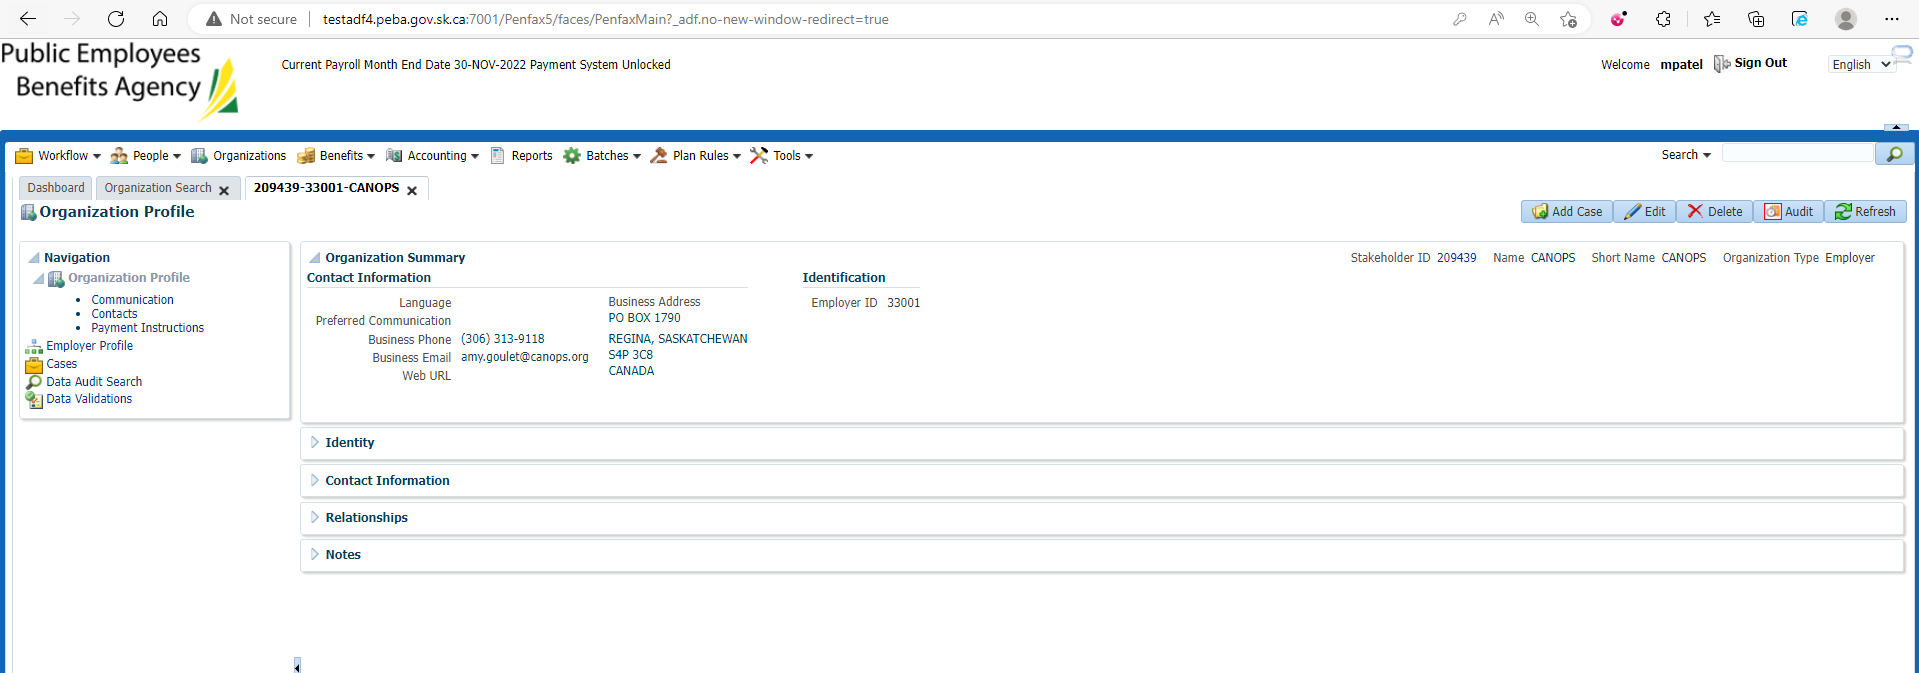 Not secure | testadf4.peba.gov.sk.ca:7001/Penfax5/faces/PenfaxMain?_adf.no-new-window-redirect=true
Public Employees
Benefits Agency
Current Payroll Month End Date 30-NOV-2022 Payment System Unlocked
Welcome mpatel Sign Out English
Workflow People Organizations Benefits Accounting Reports Batches Plan Rules Tools Search
Dashboard Organization Search 209439-33001-CANOPS
Organization Profile
Add Case Edit Delete Audit Refresh
Navigation
Organization Profile
Communication
Contacts
Payment Instructions
Employer Profile
Cases
Data Audit Search
Data Validations
Organization Summary
Stakeholder ID 209439 Name CANOPS Short Name CANOPS Organization Type Employer
Contact Information
Language
Preferred Communication
Business Phone (306) 313-9118
Business Email amy.goulet@canops.org
Web URL
Business Address
PO BOX 1790
REGINA, SASKATCHEWAN
S4P 3C8
CANADA
Identification
Employer ID 33001
Identity
Contact Information
Relationships
Notes